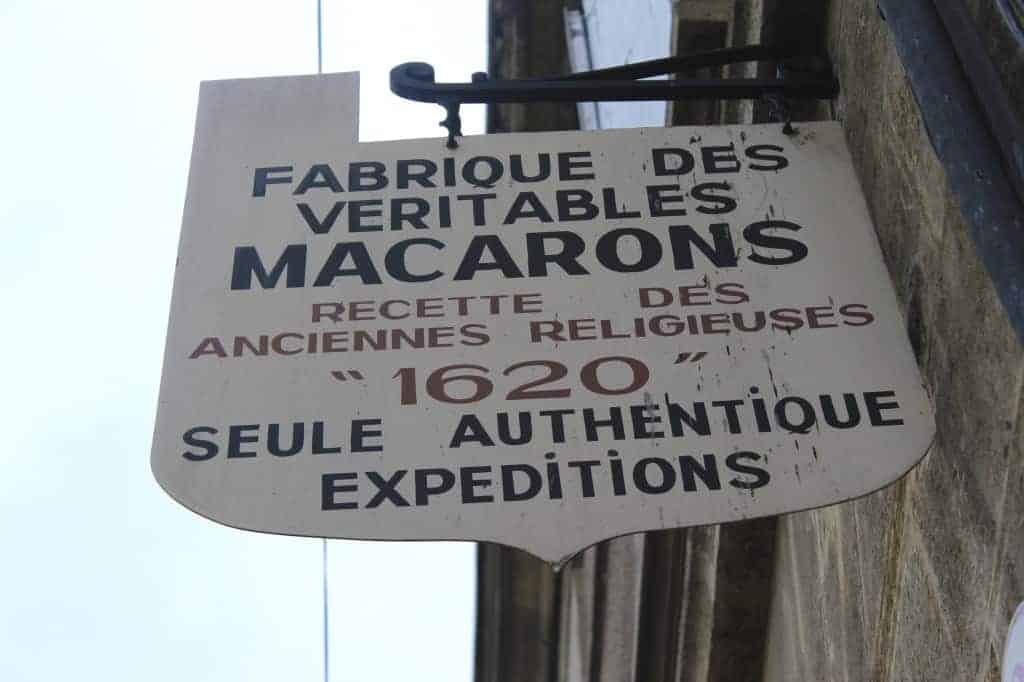 FABRIQUE DES
VERITABLES
MACARONS
RECETTE DES
ANCIENNES RELIGIEUSES
" 1620 "
SEULE AUTHENTIQUE
EXPEDITIONS